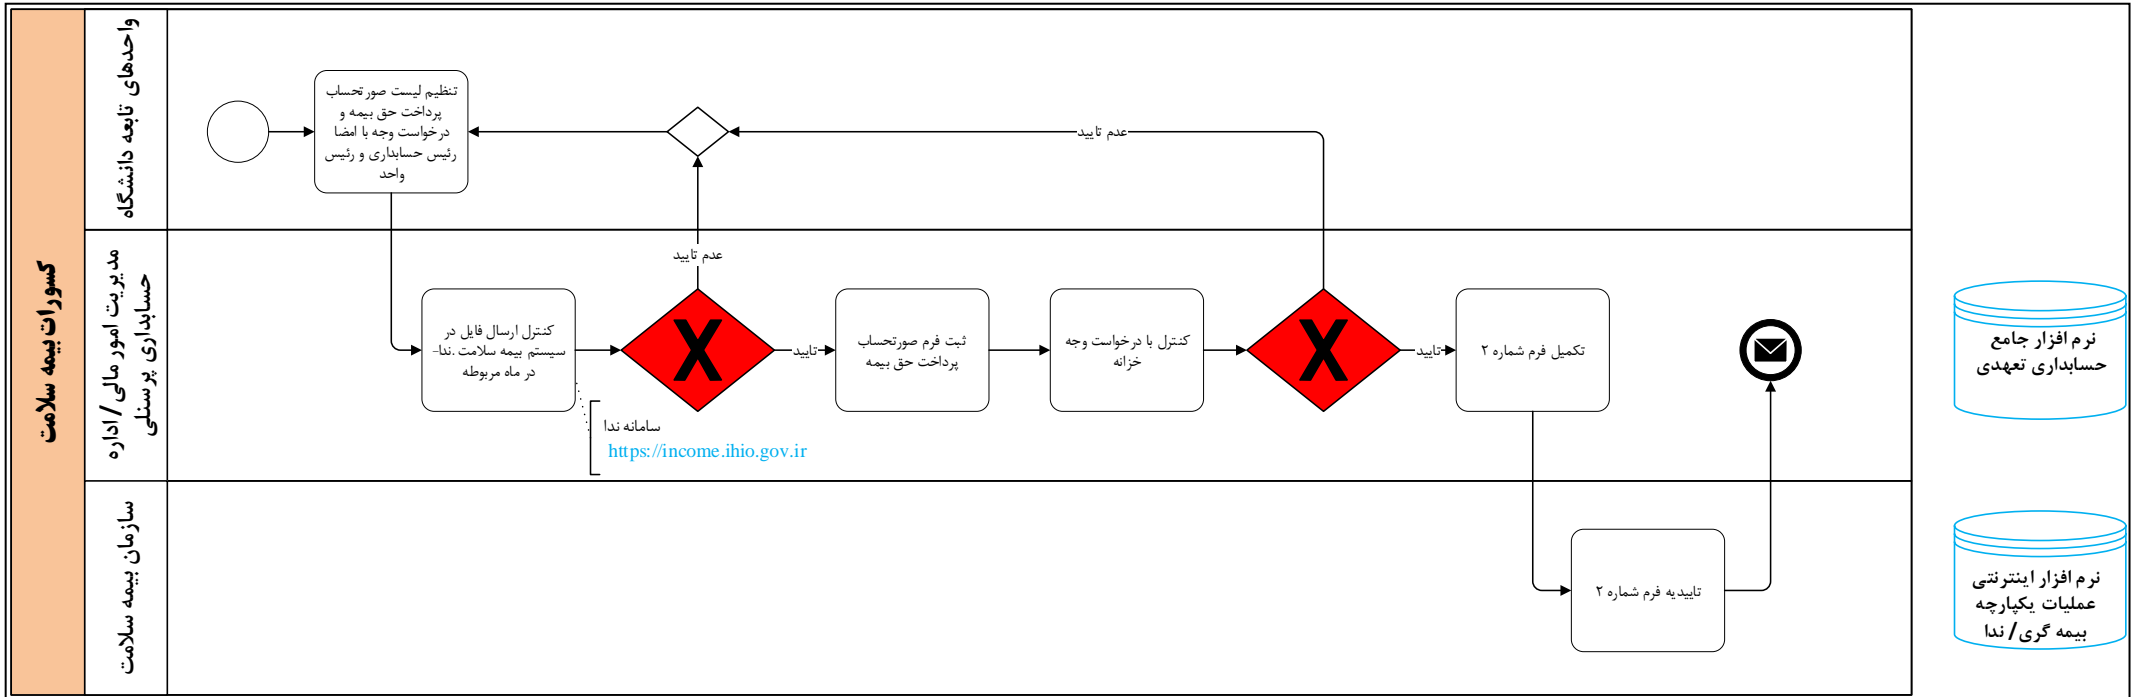 کسورات بیمه سلامت
واحدهای تابعه دانشگاه
تنظیم لیست صورتحساب
پرداخت حق بیمه و
درخواست وجه با امضا
رئیس حسابداری و رئیس
واحد
عدم تایید
مدیریت امور مالی/اداره
حسابداری پرسنلی
عدم تایید
کنترل ارسال فایل در
سیستم بیمه سلامت .ندا-
در ماه مربوطه
X
تایید
ثبت فرم صورتحساب
پرداخت حق بیمه
کنترل با درخواست وجه
خزانه
X
تایید
تکمیل فرم شماره ۲
سامانه ندا
https://income.ihio.gov.ir
سازمان بیمه سلامت
تاییدیه فرم شماره ۲
نرم افزار جامع
حسابداری تعهدی
نرم افزار اینترنتی
عملیات یکپارچه
بیمه گری/ ندا